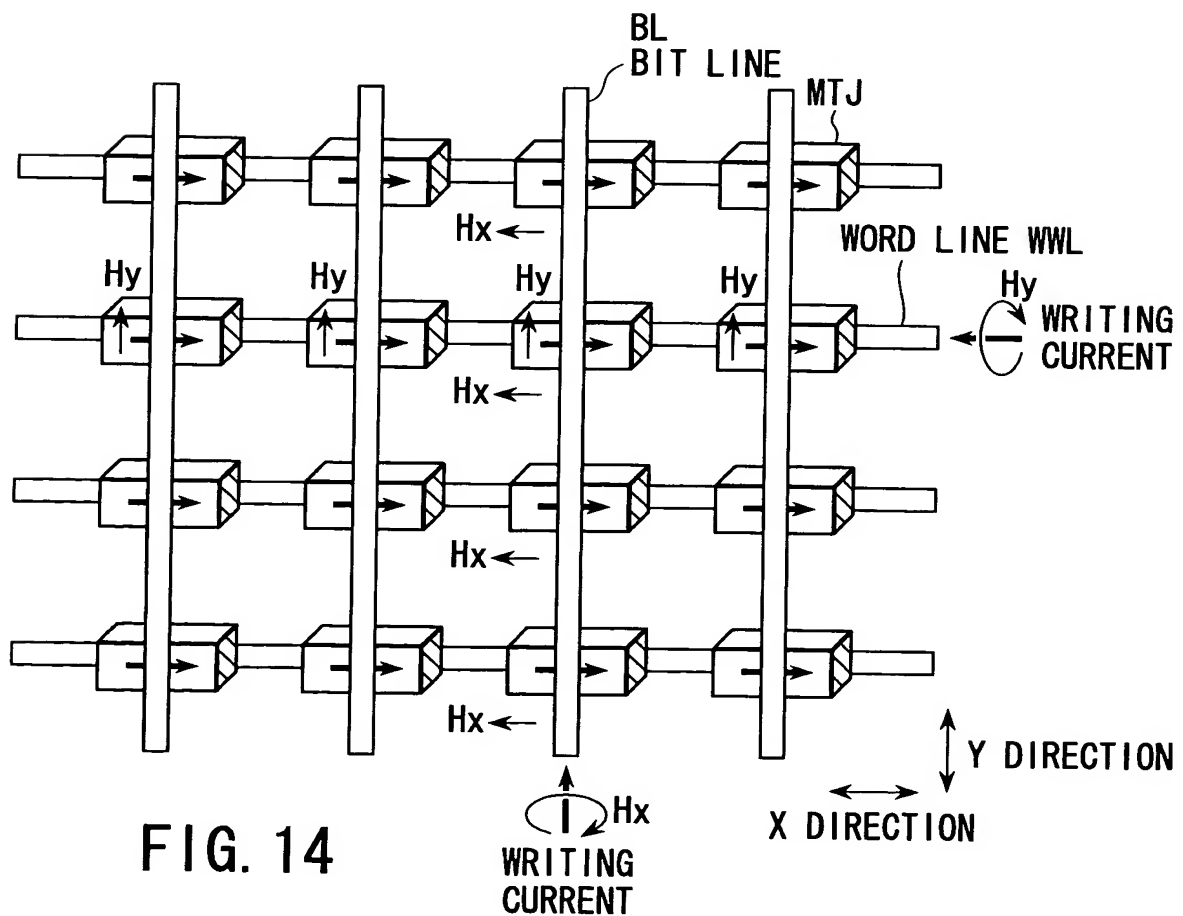 BL
BIT LINE
MTJ
Hx
WORD LINE WWL
Hy
Hy
Hy
Hy
Hy
WRITING
CURRENT
Hx
Hx
Hx
Y DIRECTION
X DIRECTION
Hx
WRITING
CURRENT
FIG. 14